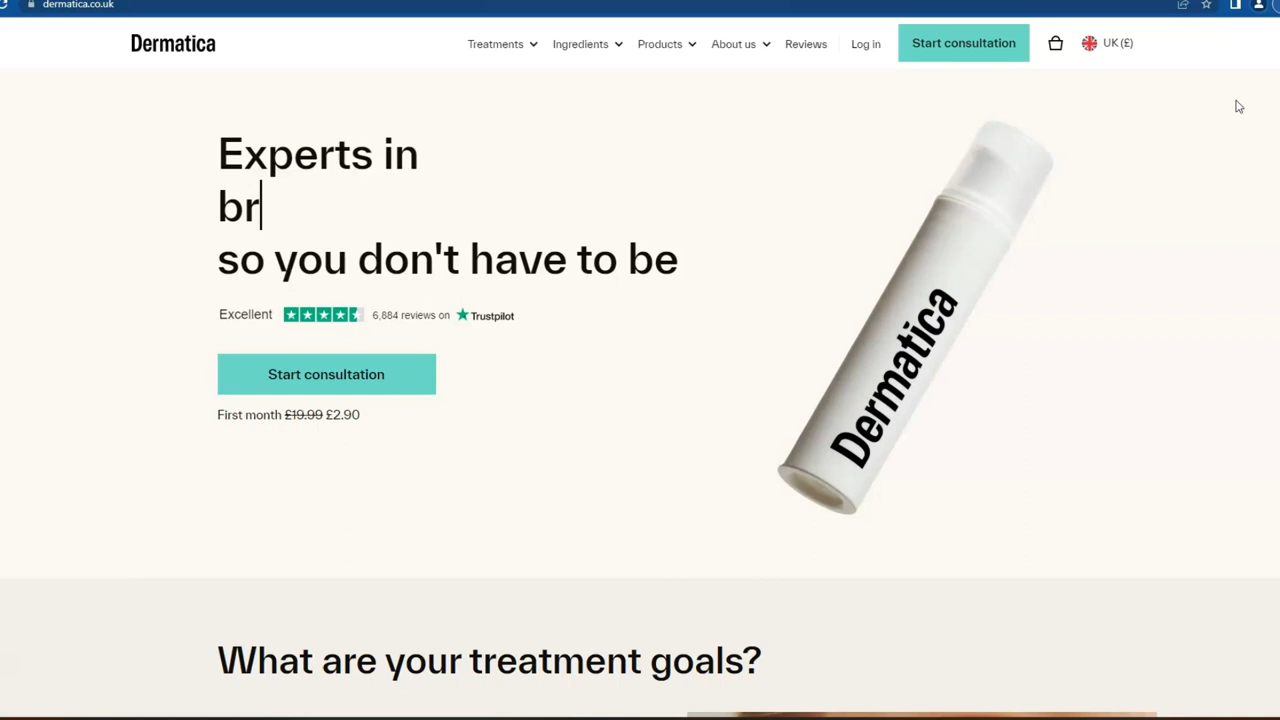 dermatica.co.uk
Dermatica
Treatments Ingredients Products About us Reviews Log in Start consultation UK (£)
Experts in
br
so you don't have to be
Excellent 6,884 reviews on Trustpilot
Start consultation
First month £19.99 £2.90
Dermatica
What are your treatment goals?